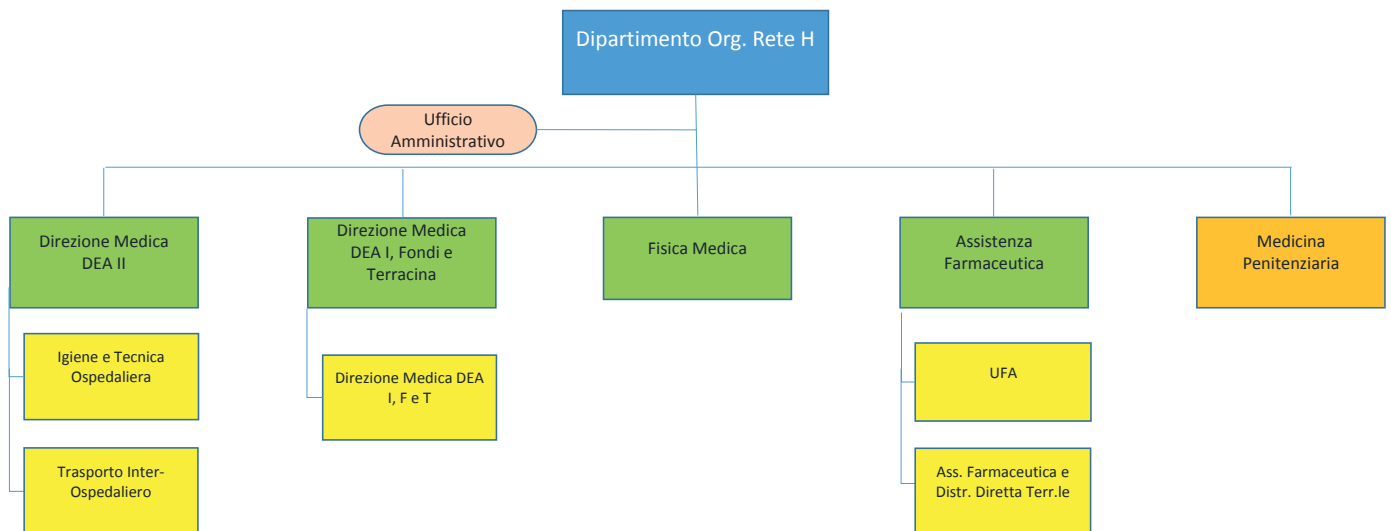 Dipartimento Org. Rete H
Ufficio
Amministrativo
Direzione Medica
DEA II
Direzione Medica
DEA I, Fondi e
Terracina
Fisica Medica
Assistenza
Farmaceutica
Medicina
Penitenziaria
Igiene e Tecnica
Ospedaliera
Direzione Medica DEA
I, F e T
UFA
Trasporto Inter-
Ospedaliero
Ass. Farmaceutica e
Distr. Diretta Terr.le